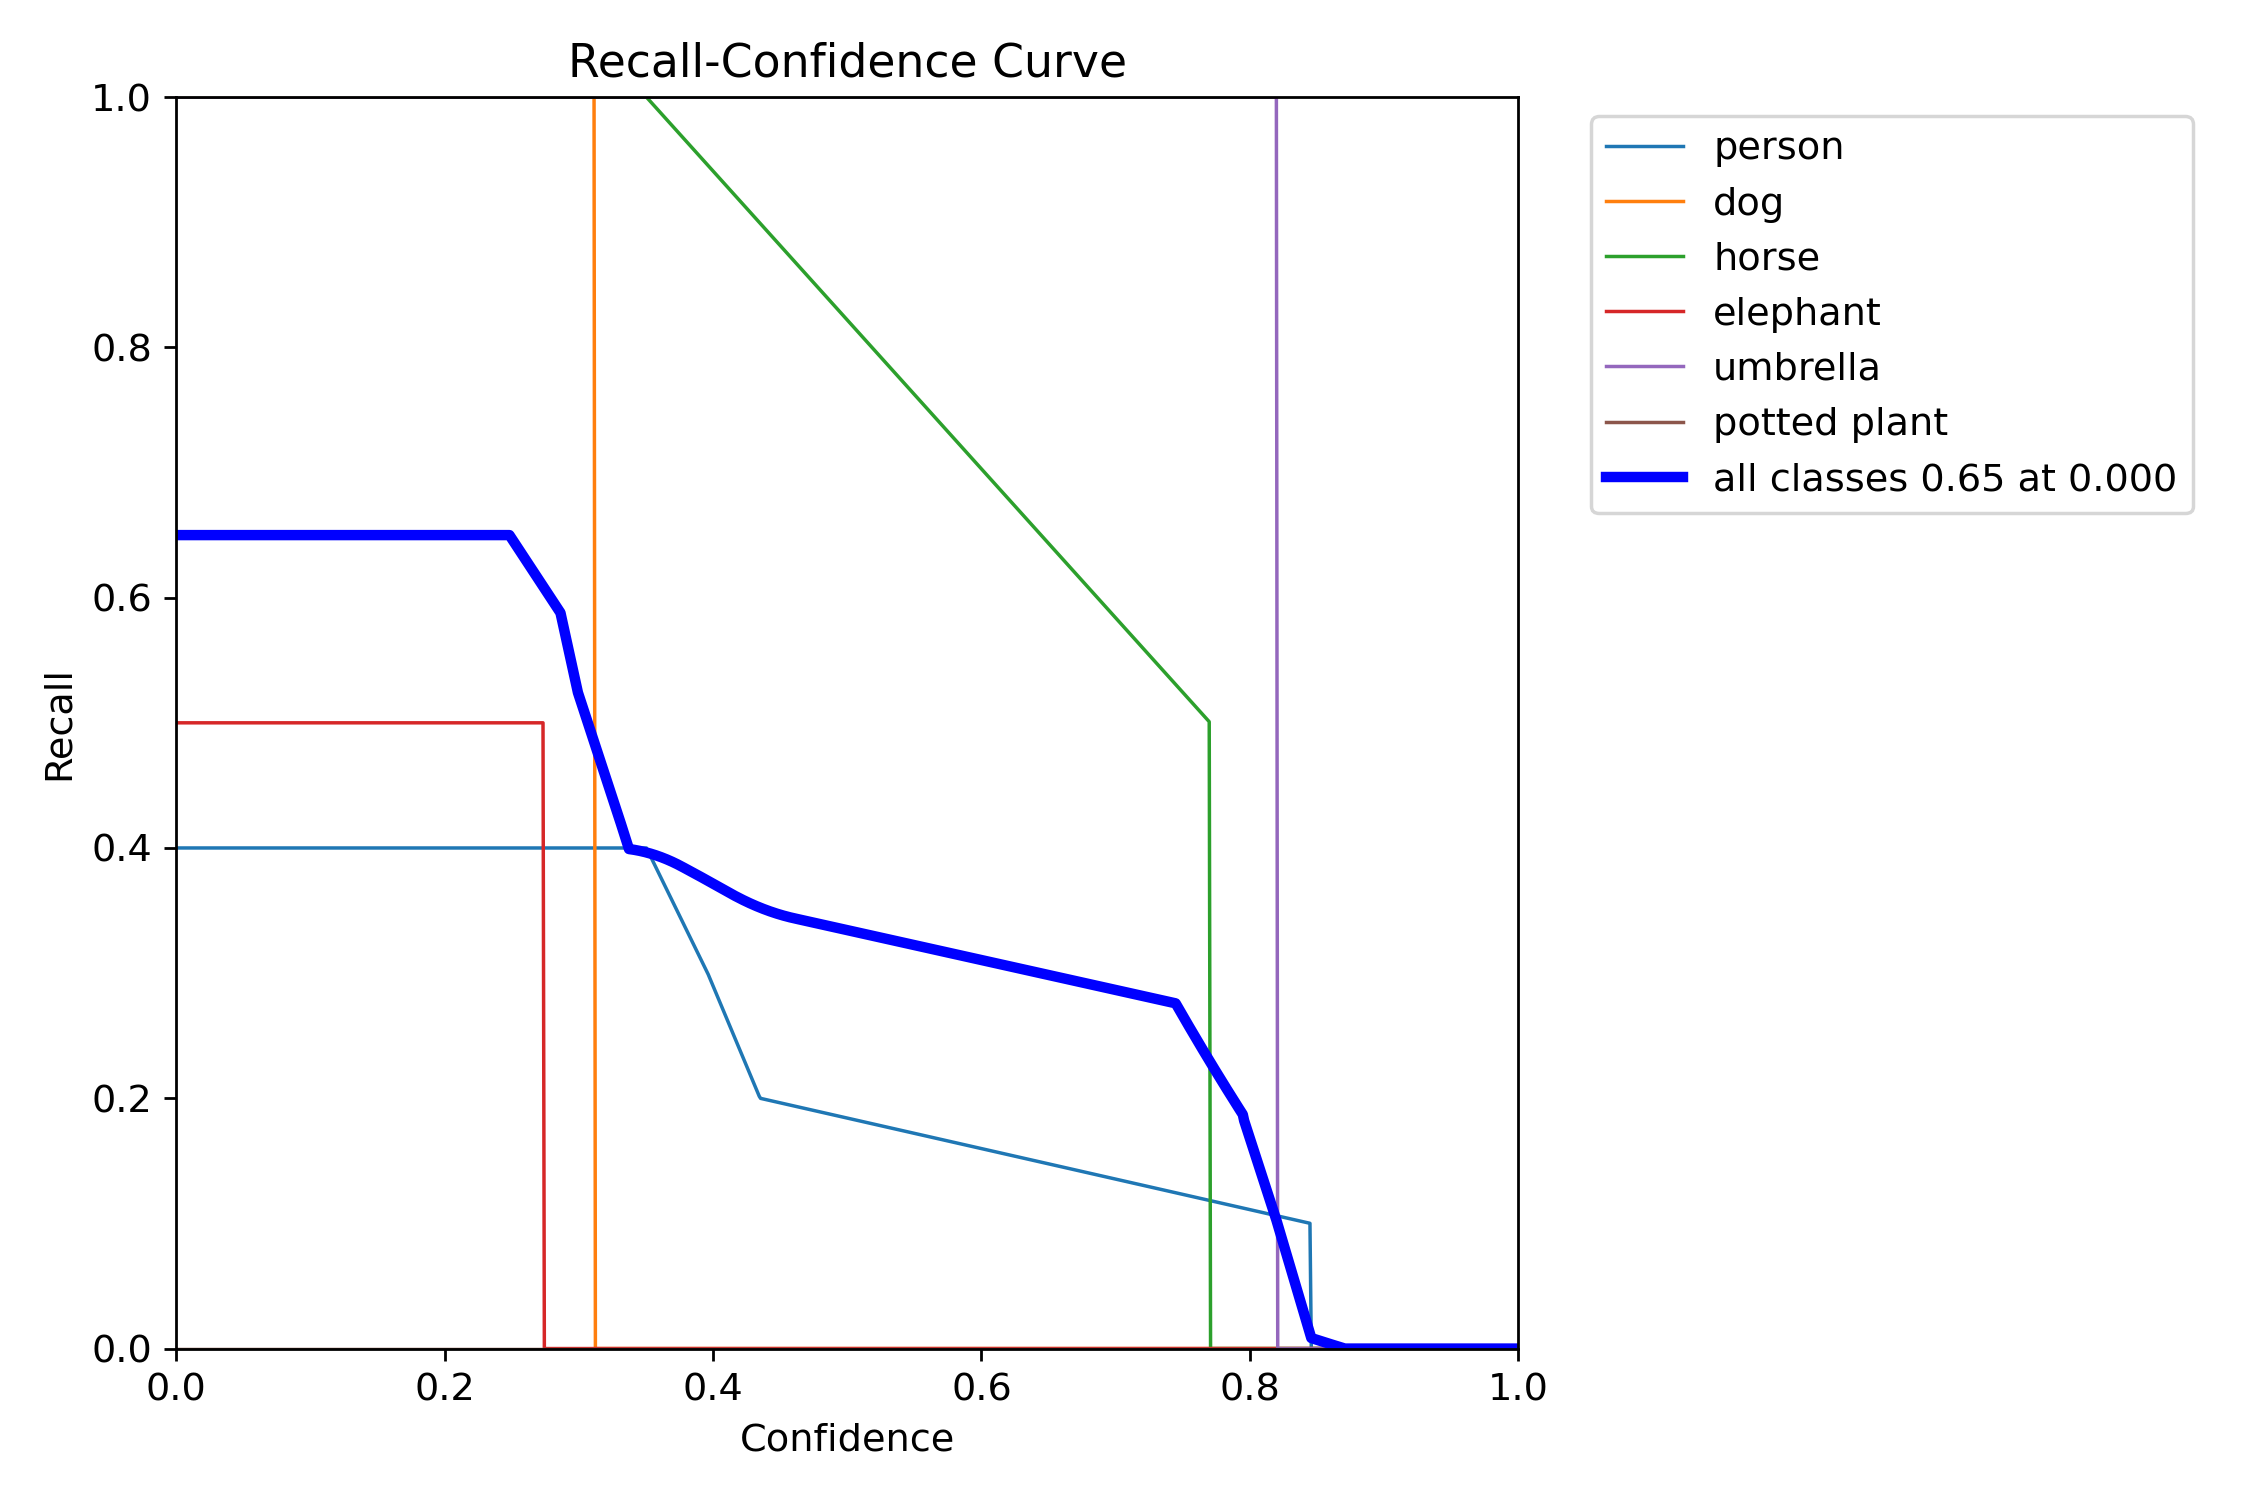 Recall-Confidence Curve
1.0
0.8
0.6
0.4
0.2
0.0
Recall
0.0 0.2 0.4 0.6 0.8 1.0
Confidence
person
dog
horse
elephant
umbrella
potted plant
all classes 0.65 at 0.000